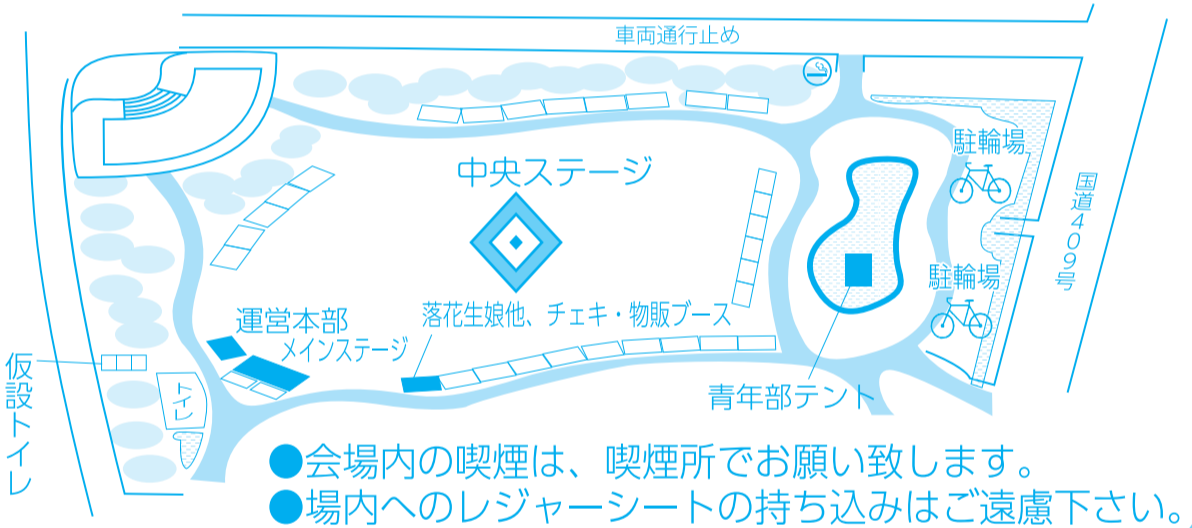 車両通行止め
駐輪場
中央ステージ
国道409号
駐輪場
落花生娘他、チェキ・物販ブース
運営本部
メインステージ
仮設トイレ
トイレ
青年部テント
●会場内の喫煙は、喫煙所でお願い致します。
●場内へのレジャーシートの持ち込みはご遠慮下さい。